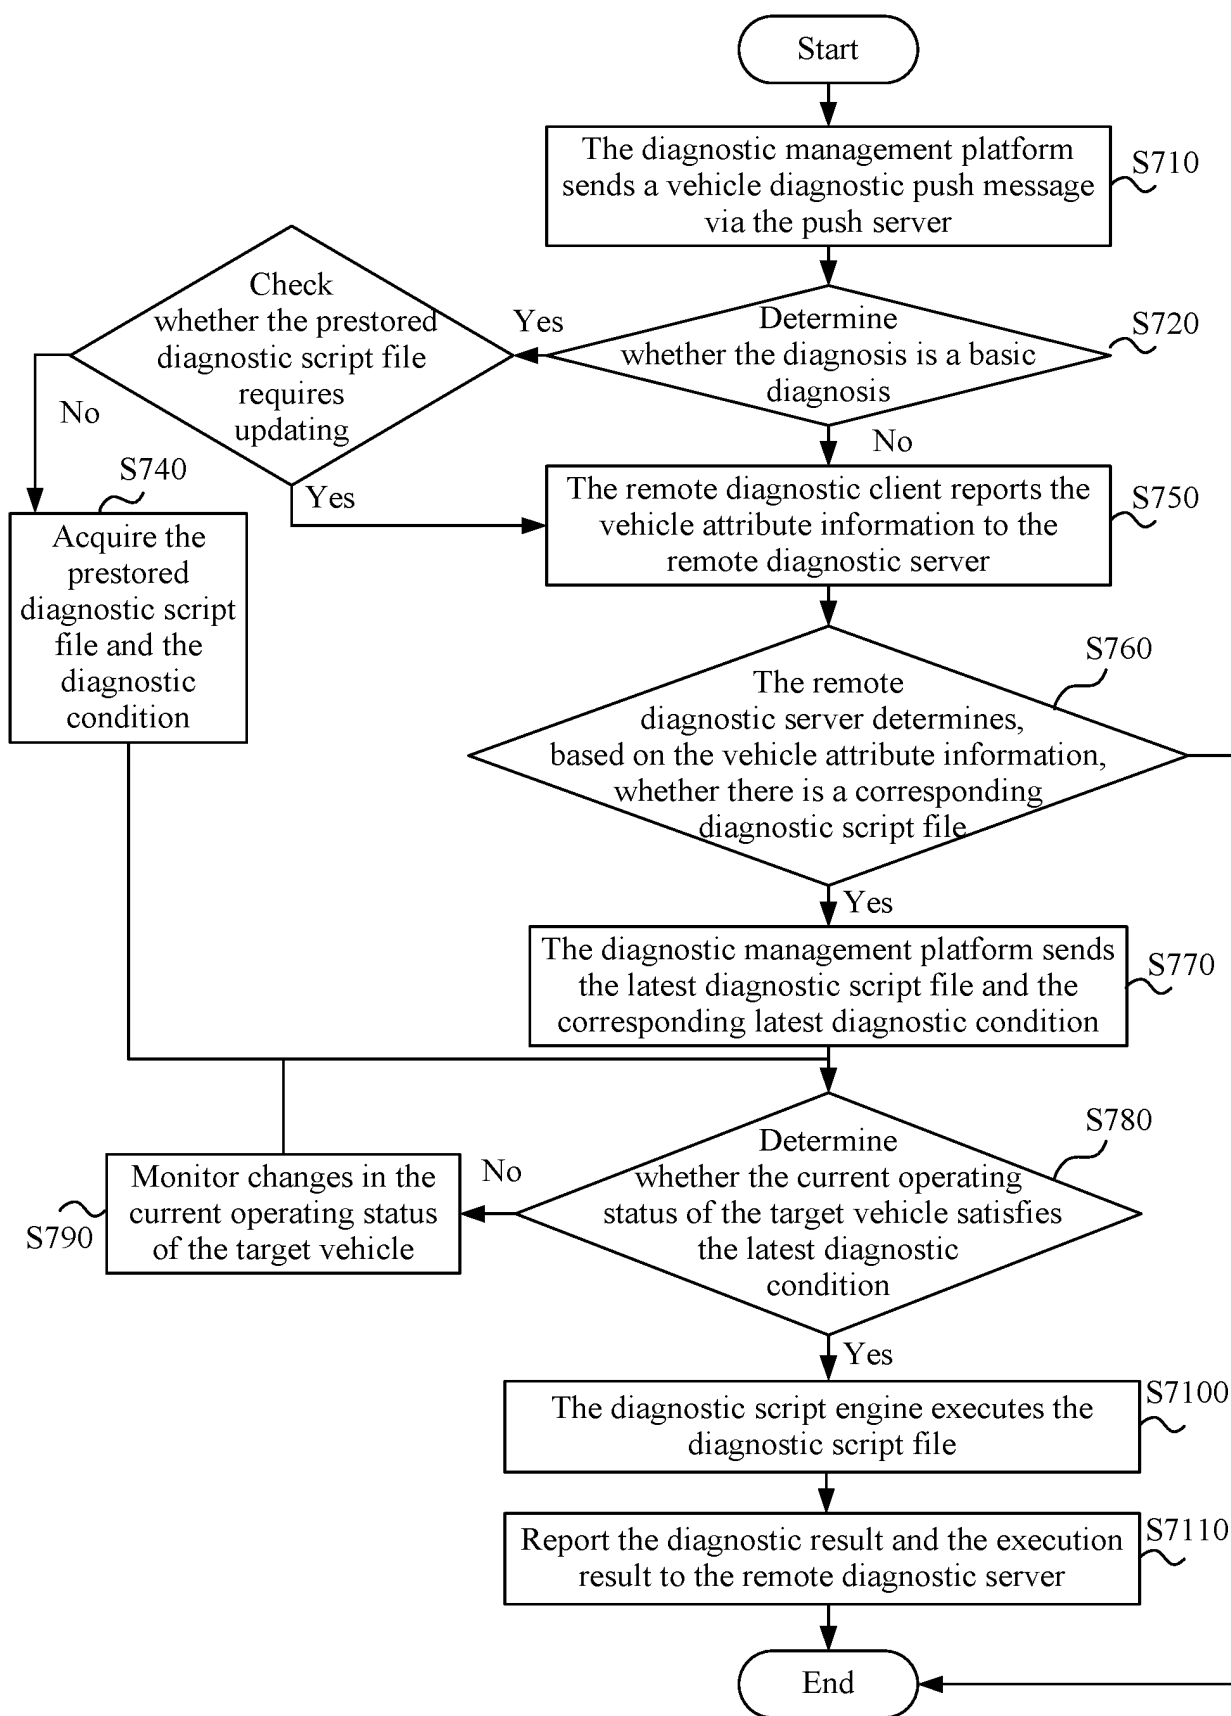 Start
The diagnostic management platform
sends a vehicle diagnostic push message
via the push server
S710
Check
whether the prestored
diagnostic script file
requires
updating
Yes
Determine
whether the diagnosis is a basic
diagnosis
S720
No
No
Yes
S740
Acquire the
prestored
diagnostic script
file and the
diagnostic
condition
The remote diagnostic client reports the
vehicle attribute information to the
remote diagnostic server
S750
The remote
diagnostic server determines,
based on the vehicle attribute information,
whether there is a corresponding
diagnostic script file
S760
Yes
The diagnostic management platform sends
the latest diagnostic script file and the
corresponding latest diagnostic condition
S770
Determine
whether the current operating
status of the target vehicle satisfies
the latest diagnostic
condition
S780
No
Monitor changes in the
current operating status
of the target vehicle
S790
Yes
The diagnostic script engine executes the
diagnostic script file
S7100
Report the diagnostic result and the execution
result to the remote diagnostic server
S7110
End